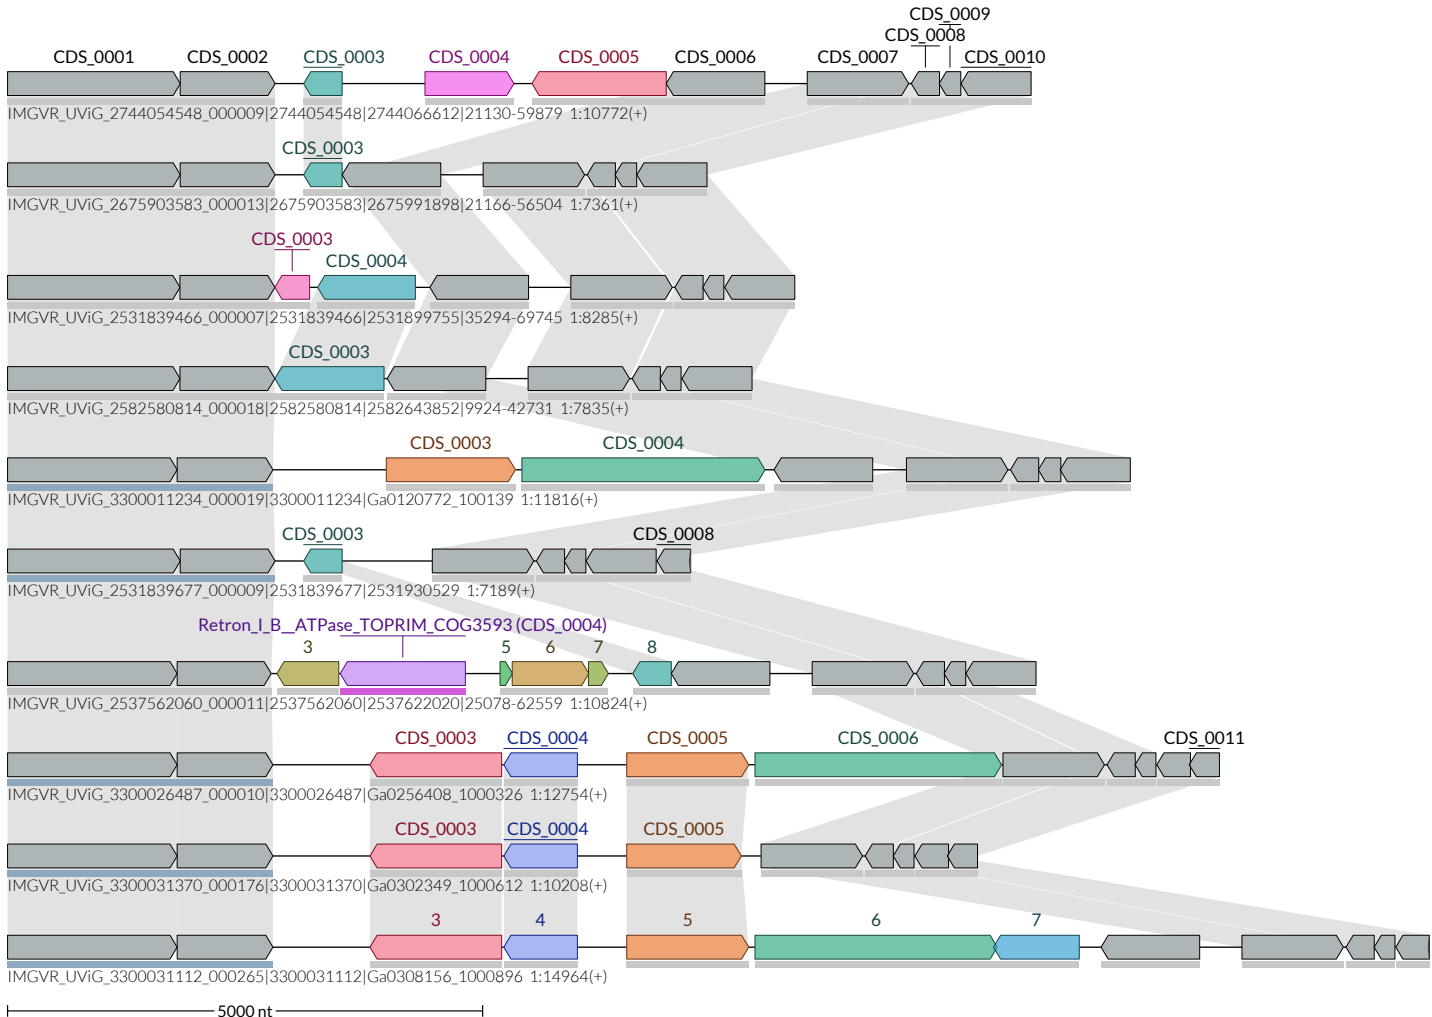 CDS_0009
CDS_0008
CDS_0001 CDS_0002 CDS_0003 CDS_0004 CDS_0005 CDS_0006 CDS_0007 CDS_0010
IMGVR_UViG_2744054548_000009|2744054548|2744066612|21130-59879 1:10772(+)
CDS_0003
IMGVR_UViG_2675903583_000013|2675903583|2675991898|21166-56504 1:7361(+)
CDS_0003
CDS_0004
IMGVR_UViG_2531839466_000007|2531839466|2531899755|35294-69745 1:8285(+)
CDS_0003
IMGVR_UViG_2582580814_000018|2582580814|2582643852|9924-42731 1:7835(+)
CDS_0003 CDS_0004
IMGVR_UViG_3300011234_000019|3300011234|Ga0120772_100139 1:11816(+)
CDS_0003 CDS_0008
IMGVR_UViG_2531839677_000009|2531839677|2531930529 1:7189(+)
Retron_I_B__ATPase_TOPRIM_COG3593 (CDS_0004)
3 5 6 7 8
IMGVR_UViG_2537562060_000011|2537562060|2537622020|25078-62559 1:10824(+)
CDS_0003 CDS_0004 CDS_0005 CDS_0006 CDS_0011
IMGVR_UViG_3300026487_000010|3300026487|Ga0256408_1000326 1:12754(+)
CDS_0003 CDS_0004 CDS_0005
IMGVR_UViG_3300031370_000176|3300031370|Ga0302349_1000612 1:10208(+)
3 4 5 6 7
IMGVR_UViG_3300031112_000265|3300031112|Ga0308156_1000896 1:14964(+)
5000 nt